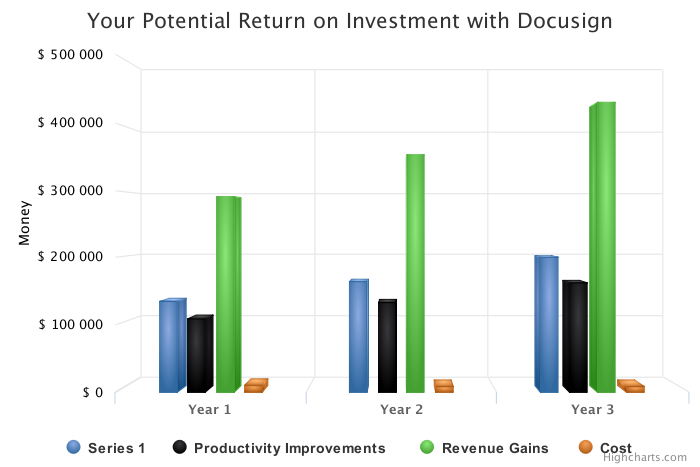 Your Potential Return on Investment with Docusign
$ 500 000
$ 400 000
$ 300 000
$ 200 000
$ 100 000
$ 0
Money
Year 1
Year 2
Year 3
Series 1
Productivity Improvements
Revenue Gains
Cost
Highcharts.com